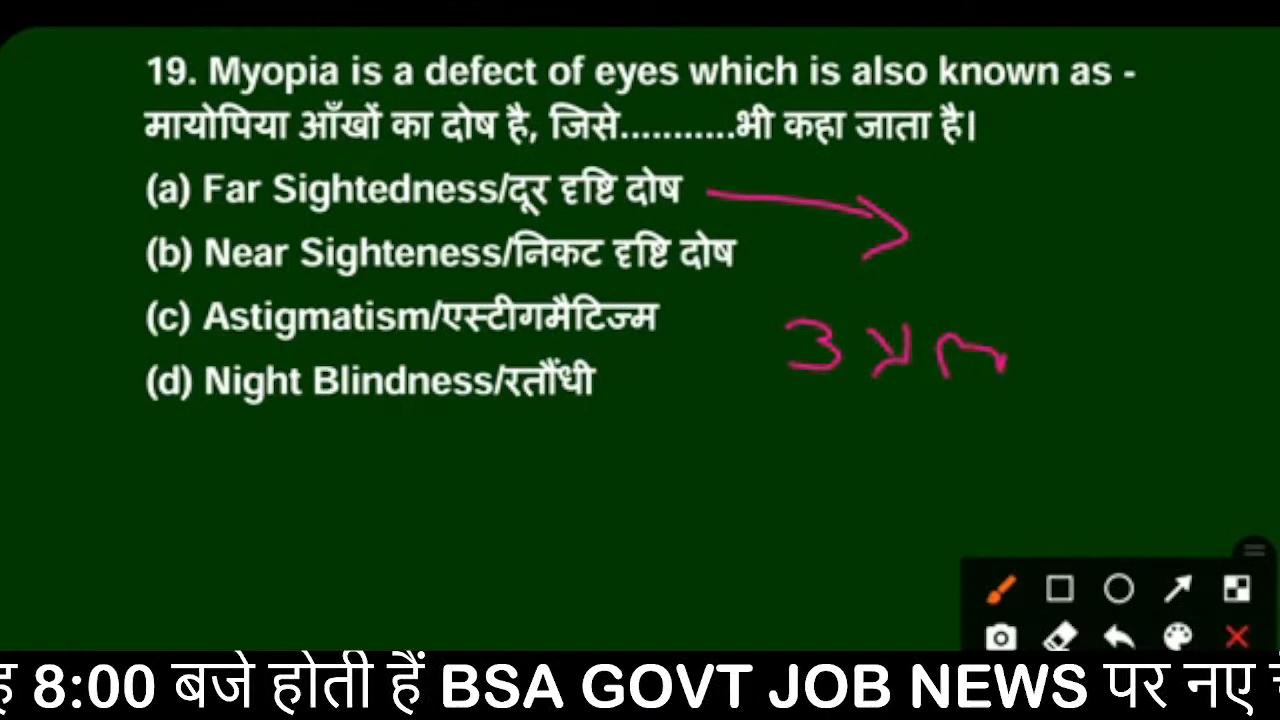 19. Myopia is a defect of eyes which is also known as -
मायोपिया आँखों का दोष है, जिसे...........भी कहा जाता है।
(a) Far Sightedness/दूर दृष्टि दोष
(b) Near Sighteness/निकट दृष्टि दोष
(c) Astigmatism/एस्टीगमैटिज्म
(d) Night Blindness/रतौंधी
8:00 बजे होती हैं BSA GOVT JOB NEWS पर नए